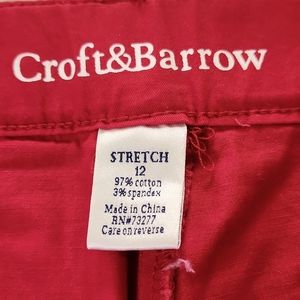 Croft&Barrow
STRETCH
12
97% cotton
3% spandex
Made in China
RN#73277
Care on reverse